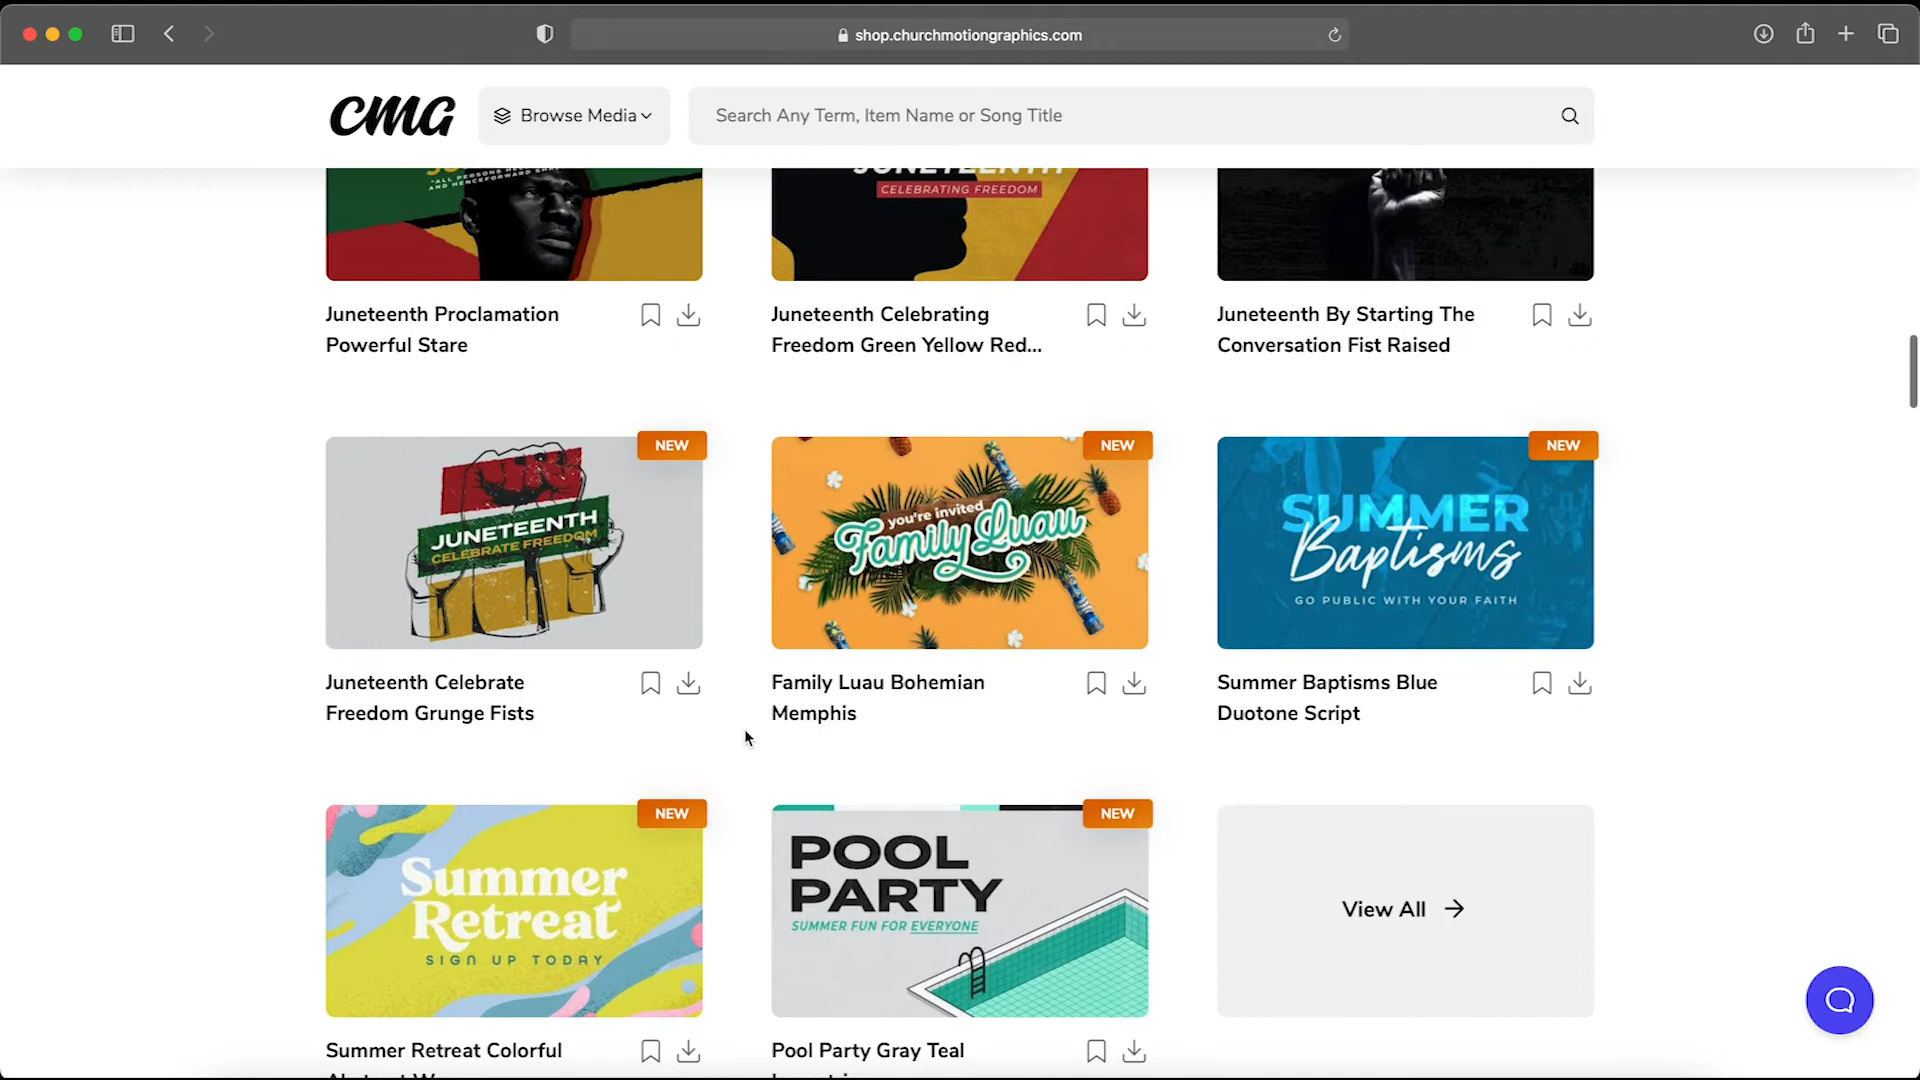 shop.churchmotiongraphics.com
CMG
Browse Media
Search Any Term, Item Name or Song Title
AND HENCEFORWARD
CELEBRATING FREEDOM
Juneteenth Proclamation
Powerful Stare
Juneteenth Celebrating
Freedom Green Yellow Red...
Juneteenth By Starting The
Conversation Fist Raised
NEW
JUNETEENTH
CELEBRATE FREEDOM
NEW
you're invited
Family Luau
NEW
SUMMER
Baptisms
GO PUBLIC WITH YOUR FAITH
Juneteenth Celebrate
Freedom Grunge Fists
Family Luau Bohemian
Memphis
Summer Baptisms Blue
Duotone Script
NEW
Summer
Retreat
SIGN UP TODAY
NEW
POOL
PARTY
SUMMER FUN FOR EVERYONE
View All
Summer Retreat Colorful
Pool Party Gray Teal